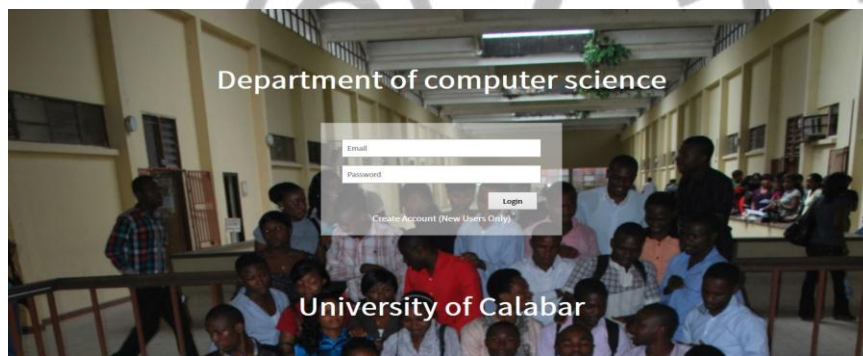 Department of computer science
Email
Password
Login
Create Account (New Users Only)
University of Calabar